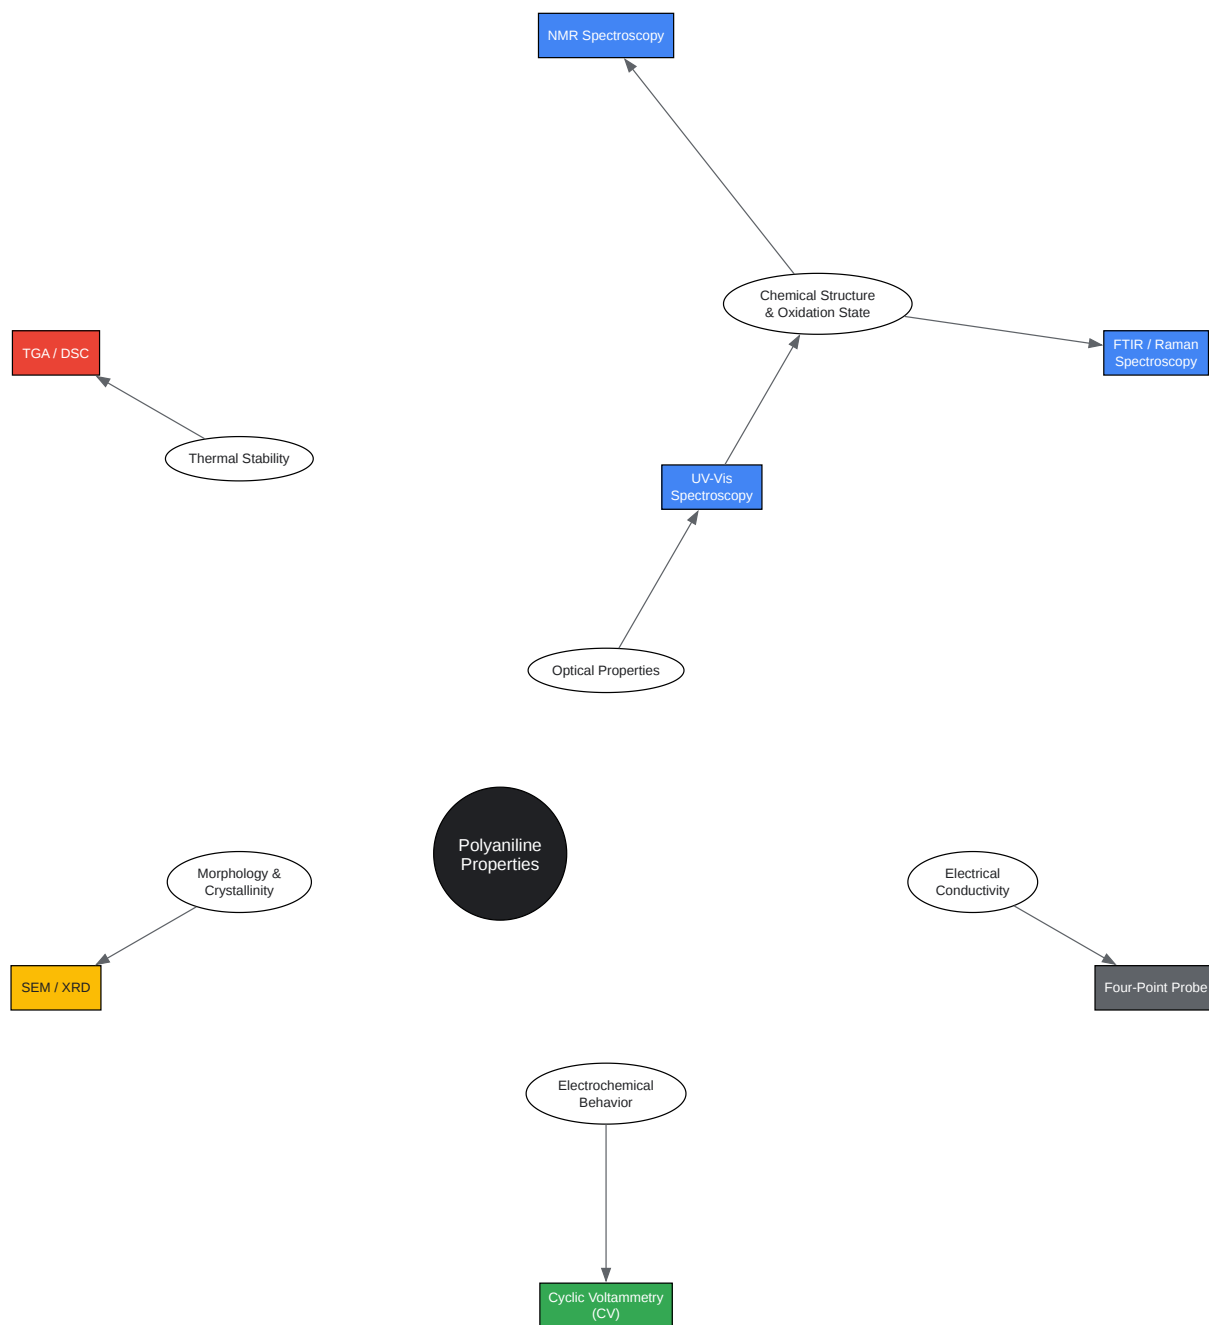 NMR Spectroscopy
Chemical Structure
& Oxidation State
TGA / DSC
FTIR / Raman
Spectroscopy
Thermal Stability
UV-Vis
Spectroscopy
Optical Properties
Polyaniline
Properties
Morphology &
Crystallinity
Electrical
Conductivity
SEM / XRD
Four-Point Probe
Electrochemical
Behavior
Cyclic Voltammetry
(CV)